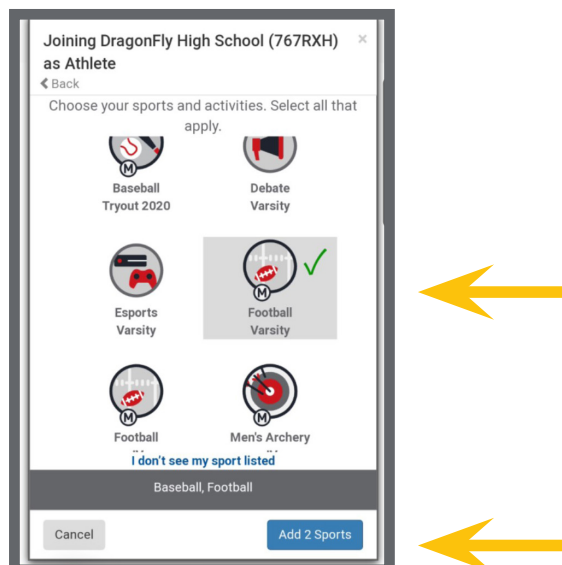 Joining DragonFly High School (767RXH) ×
as Athlete
Back
Choose your sports and activities. Select all that
apply.
M
Baseball
Tryout 2020
Debate
Varsity
Esports
Varsity
M
Football
Varsity
M
Football
M
Men's Archery
I don't see my sport listed
Baseball, Football
Cancel
Add 2 Sports